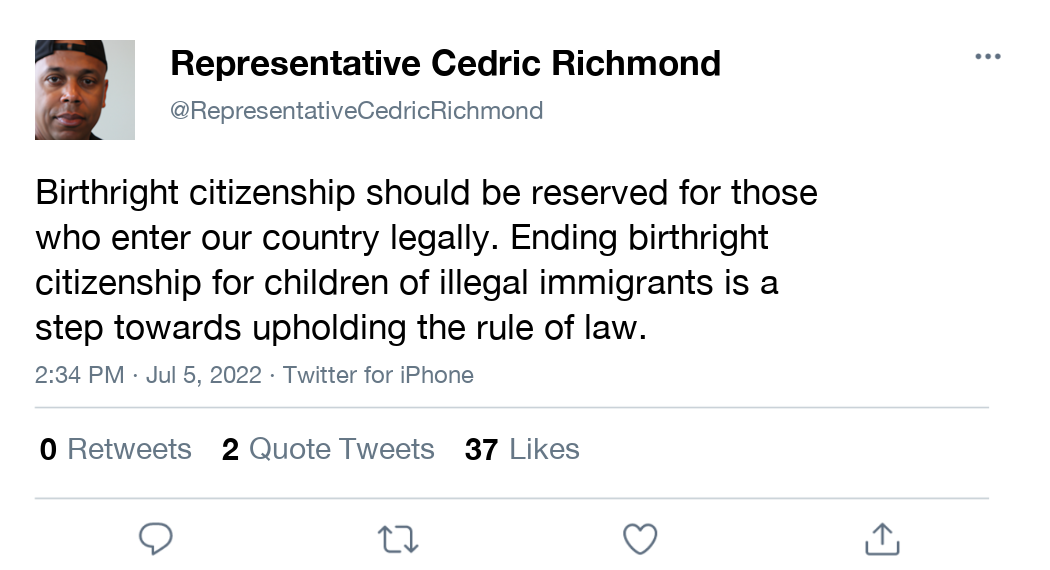 Representative Cedric Richmond
@RepresentativeCedricRichmond
Birthright citizenship should be reserved for those
who enter our country legally. Ending birthright
citizenship for children of illegal immigrants is a
step towards upholding the rule of law.
2:34 PM · Jul 5, 2022 · Twitter for iPhone
0 Retweets 2 Quote Tweets 37 Likes